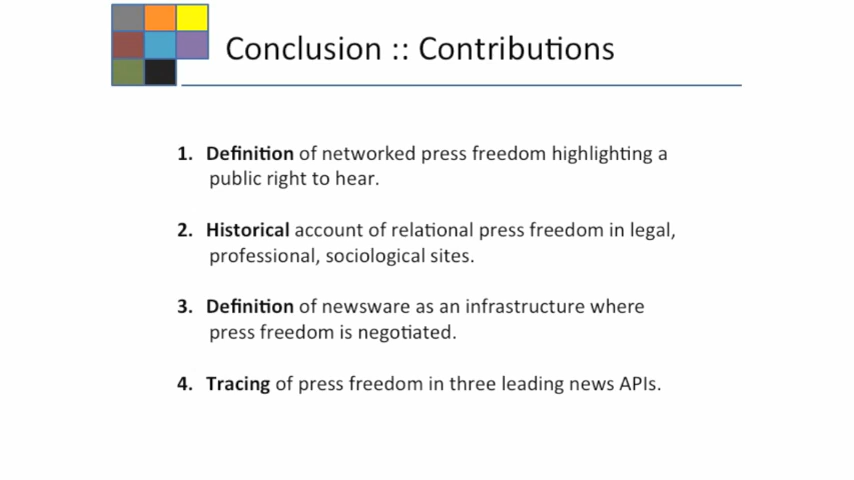 Conclusion :: Contributions
1. Definition of networked press freedom highlighting a
public right to hear.
2. Historical account of relational press freedom in legal,
professional, sociological sites.
3. Definition of newsware as an infrastructure where
press freedom is negotiated.
4. Tracing of press freedom in three leading news APIs.